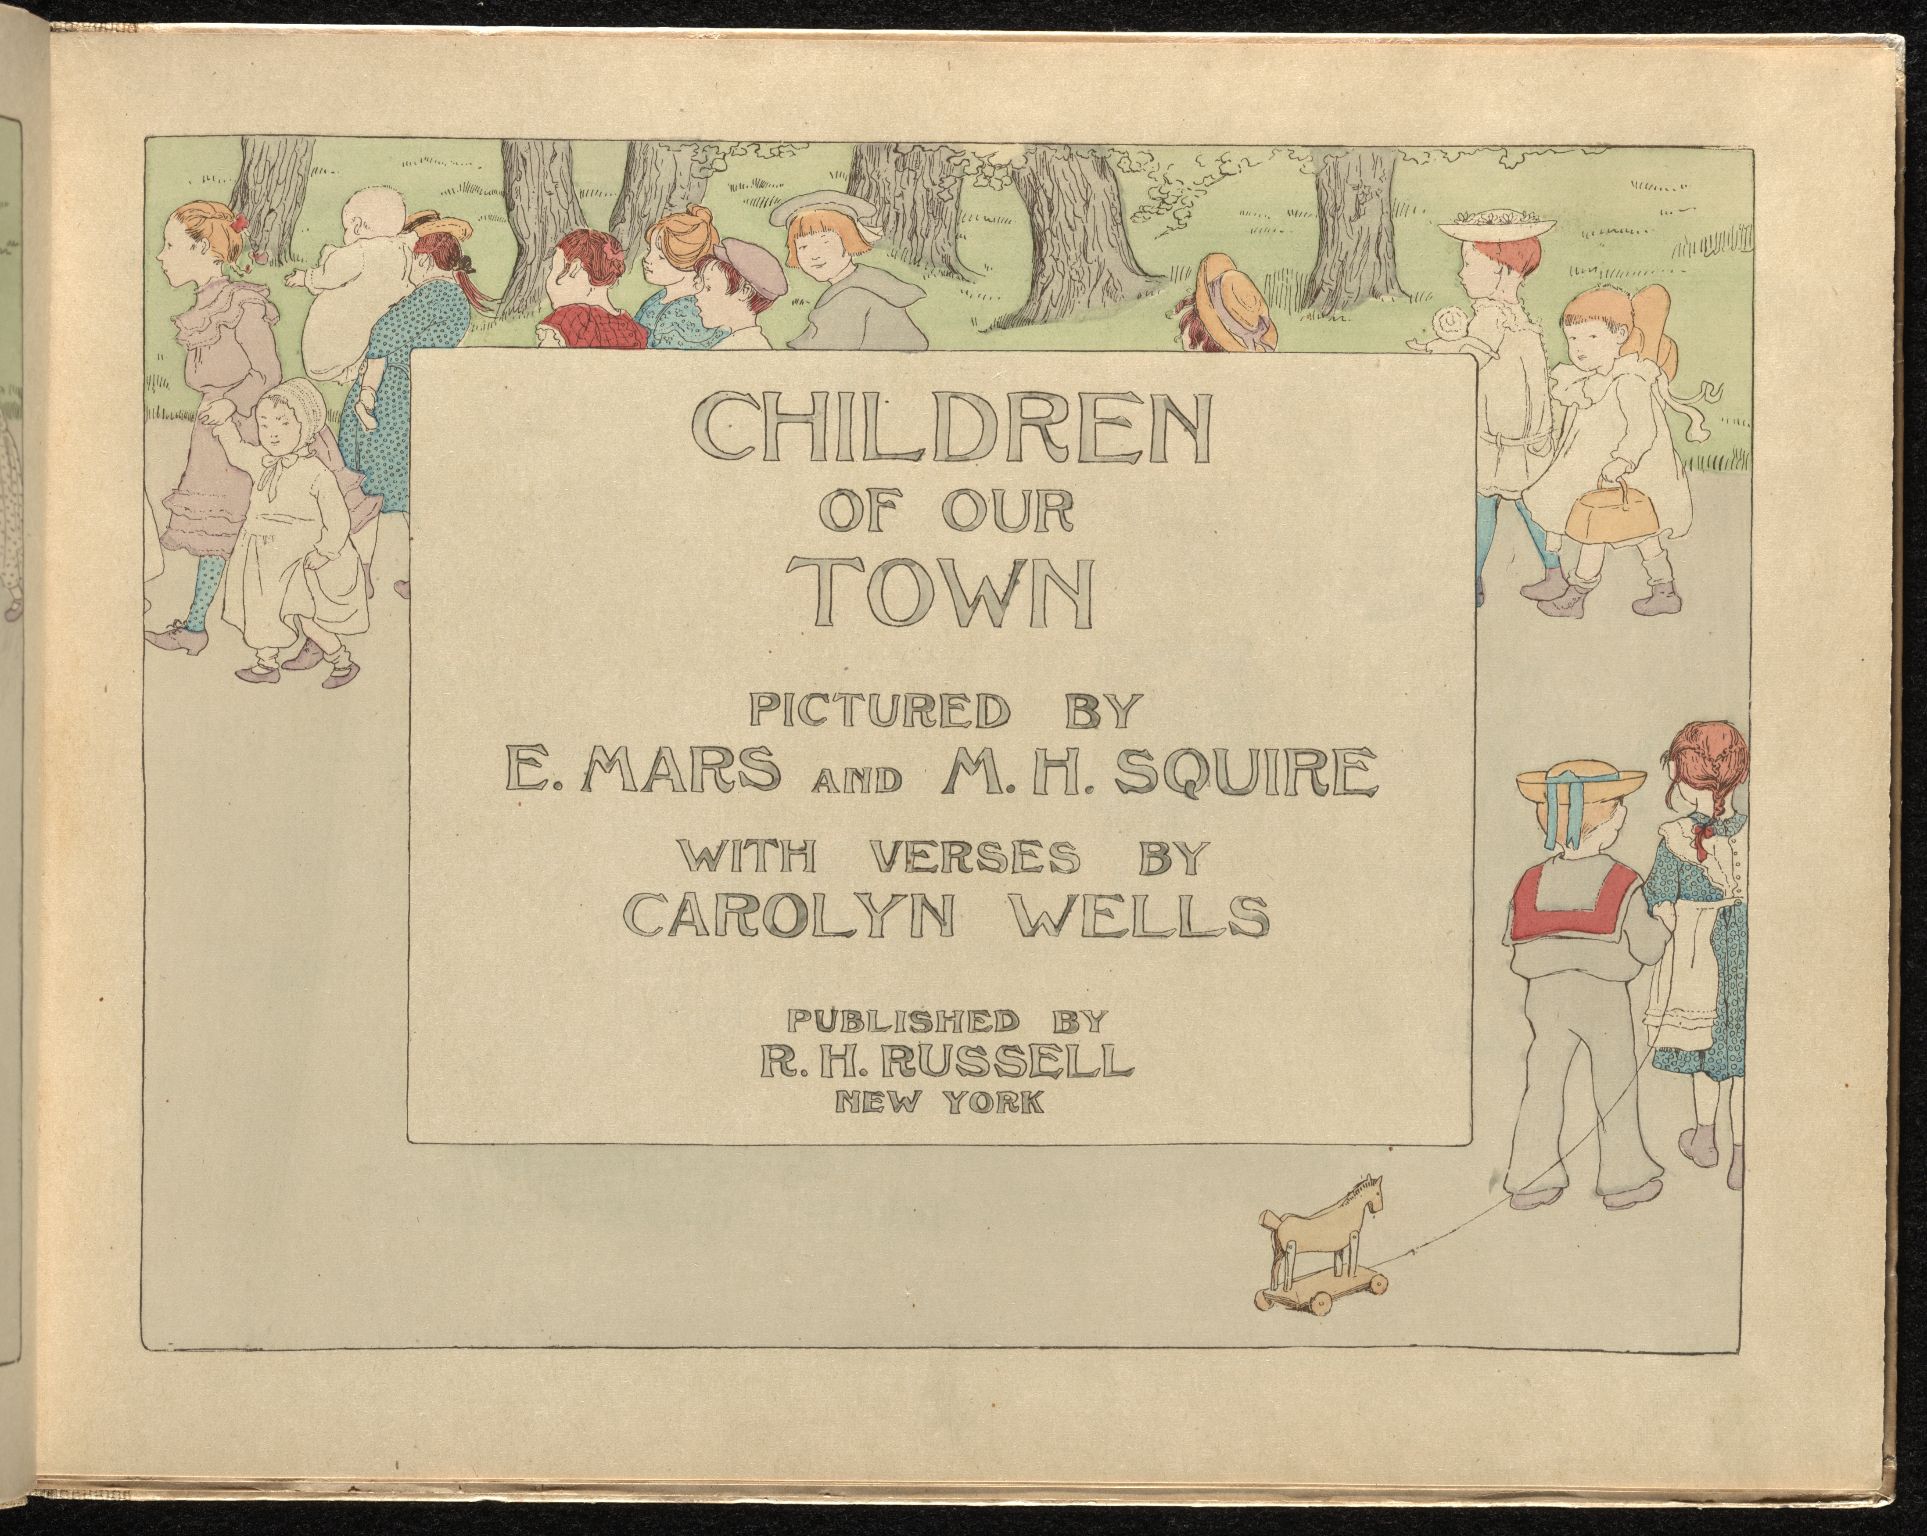 CHILDREN
OF OUR
TOWN
PICTURED BY
E. MARS AND M. H. SQUIRE
WITH VERSES BY
CAROLYN WELLS
PUBLISHED BY
R. H. RUSSELL
NEW YORK